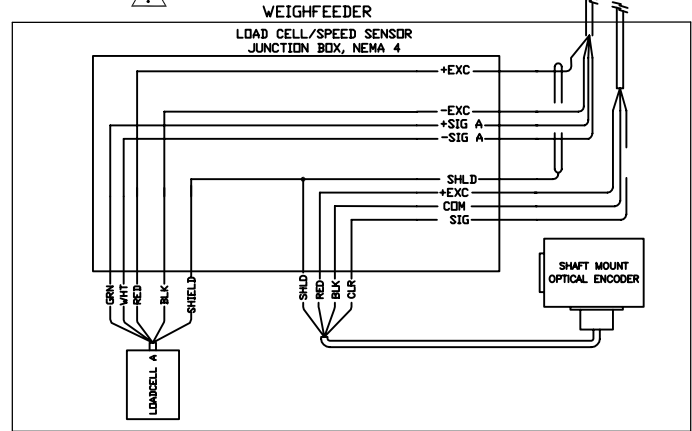 WEIGHFEEDER
LOAD CELL/SPEED SENSOR
JUNCTION BOX, NEMA 4
+EXC
-EXC
+SIG A
-SIG A
SHLD
+EXC
COM
SIG
GRN
WHT
RED
BLK
SHIELD
SHLD
RED
BLK
CLR
SHAFT MOUNT
OPTICAL ENCODER
LOADCELL A